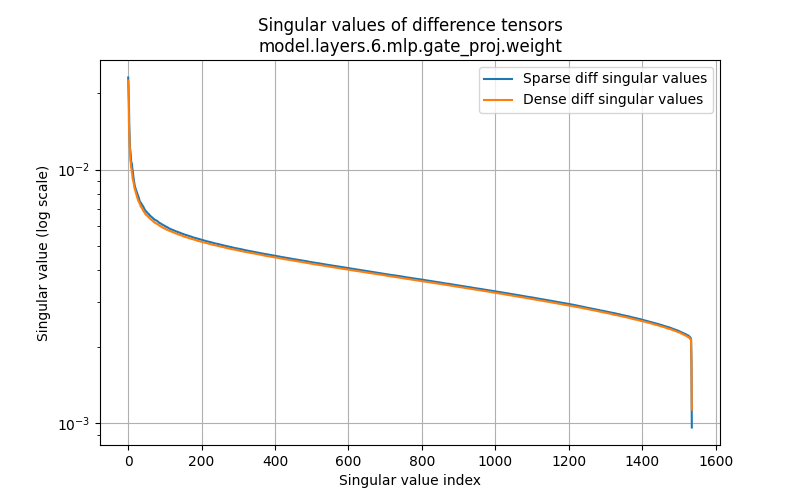 Singular values of difference tensors
model.layers.6.mlp.gate_proj.weight
Sparse diff singular values
Dense diff singular values
Singular value (log scale)
10⁻²
10⁻³
0 200 400 600 800 1000 1200 1400 1600
Singular value index